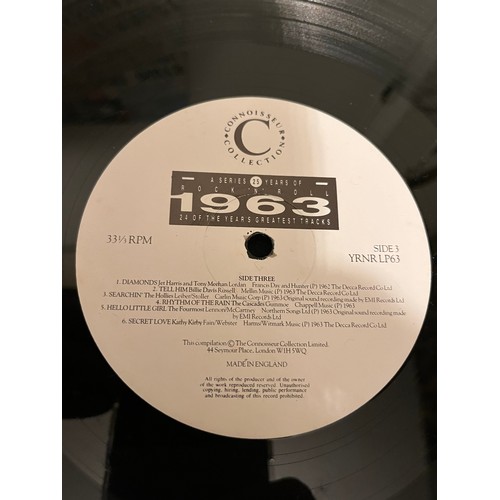 CONNOISSEUR
C
COLLECTION
A SERIES 25 YEARS OF
ROCK 'N' ROLL
1963
24 OF THE YEARS GREATEST TRACKS
33⅓ RPM
SIDE 3
YRNR LP63
SIDE THREE
1. DIAMONDS Jet Harris and Tony Meehan Lordan Francis Day and Hunter (P) 1962 The Decca Record Co Ltd
2. TELL HIM Billie Davis Russell Mellin Music (P) 1963 The Decca Record Co Ltd
3. SEARCHIN' The Hollies Leiber/Stoller Carlin Music Corp (P) 1963 Original sound recording made by EMI Records Ltd
4. RHYTHM OF THE RAIN The Cascades Gummoe Chappell Music (P) 1963
5. HELLO LITTLE GIRL The Fourmost Lennon/McCartney Northern Songs Ltd (P) 1963 Original sound recording made
by EMI Records Ltd
6. SECRET LOVE Kathy Kirby Fain/Webster Harms/Witmark Music (P) 1963 The Decca Record Co Ltd
This compilation: © The Connoisseur Collection Limited.
44 Seymour Place, London W1H 5WQ
MADE IN ENGLAND
All rights of the producer and of the owner
of the work reproduced reserved. Unauthorised
copying, hiring, lending, public performance
and broadcasting of this record prohibited.